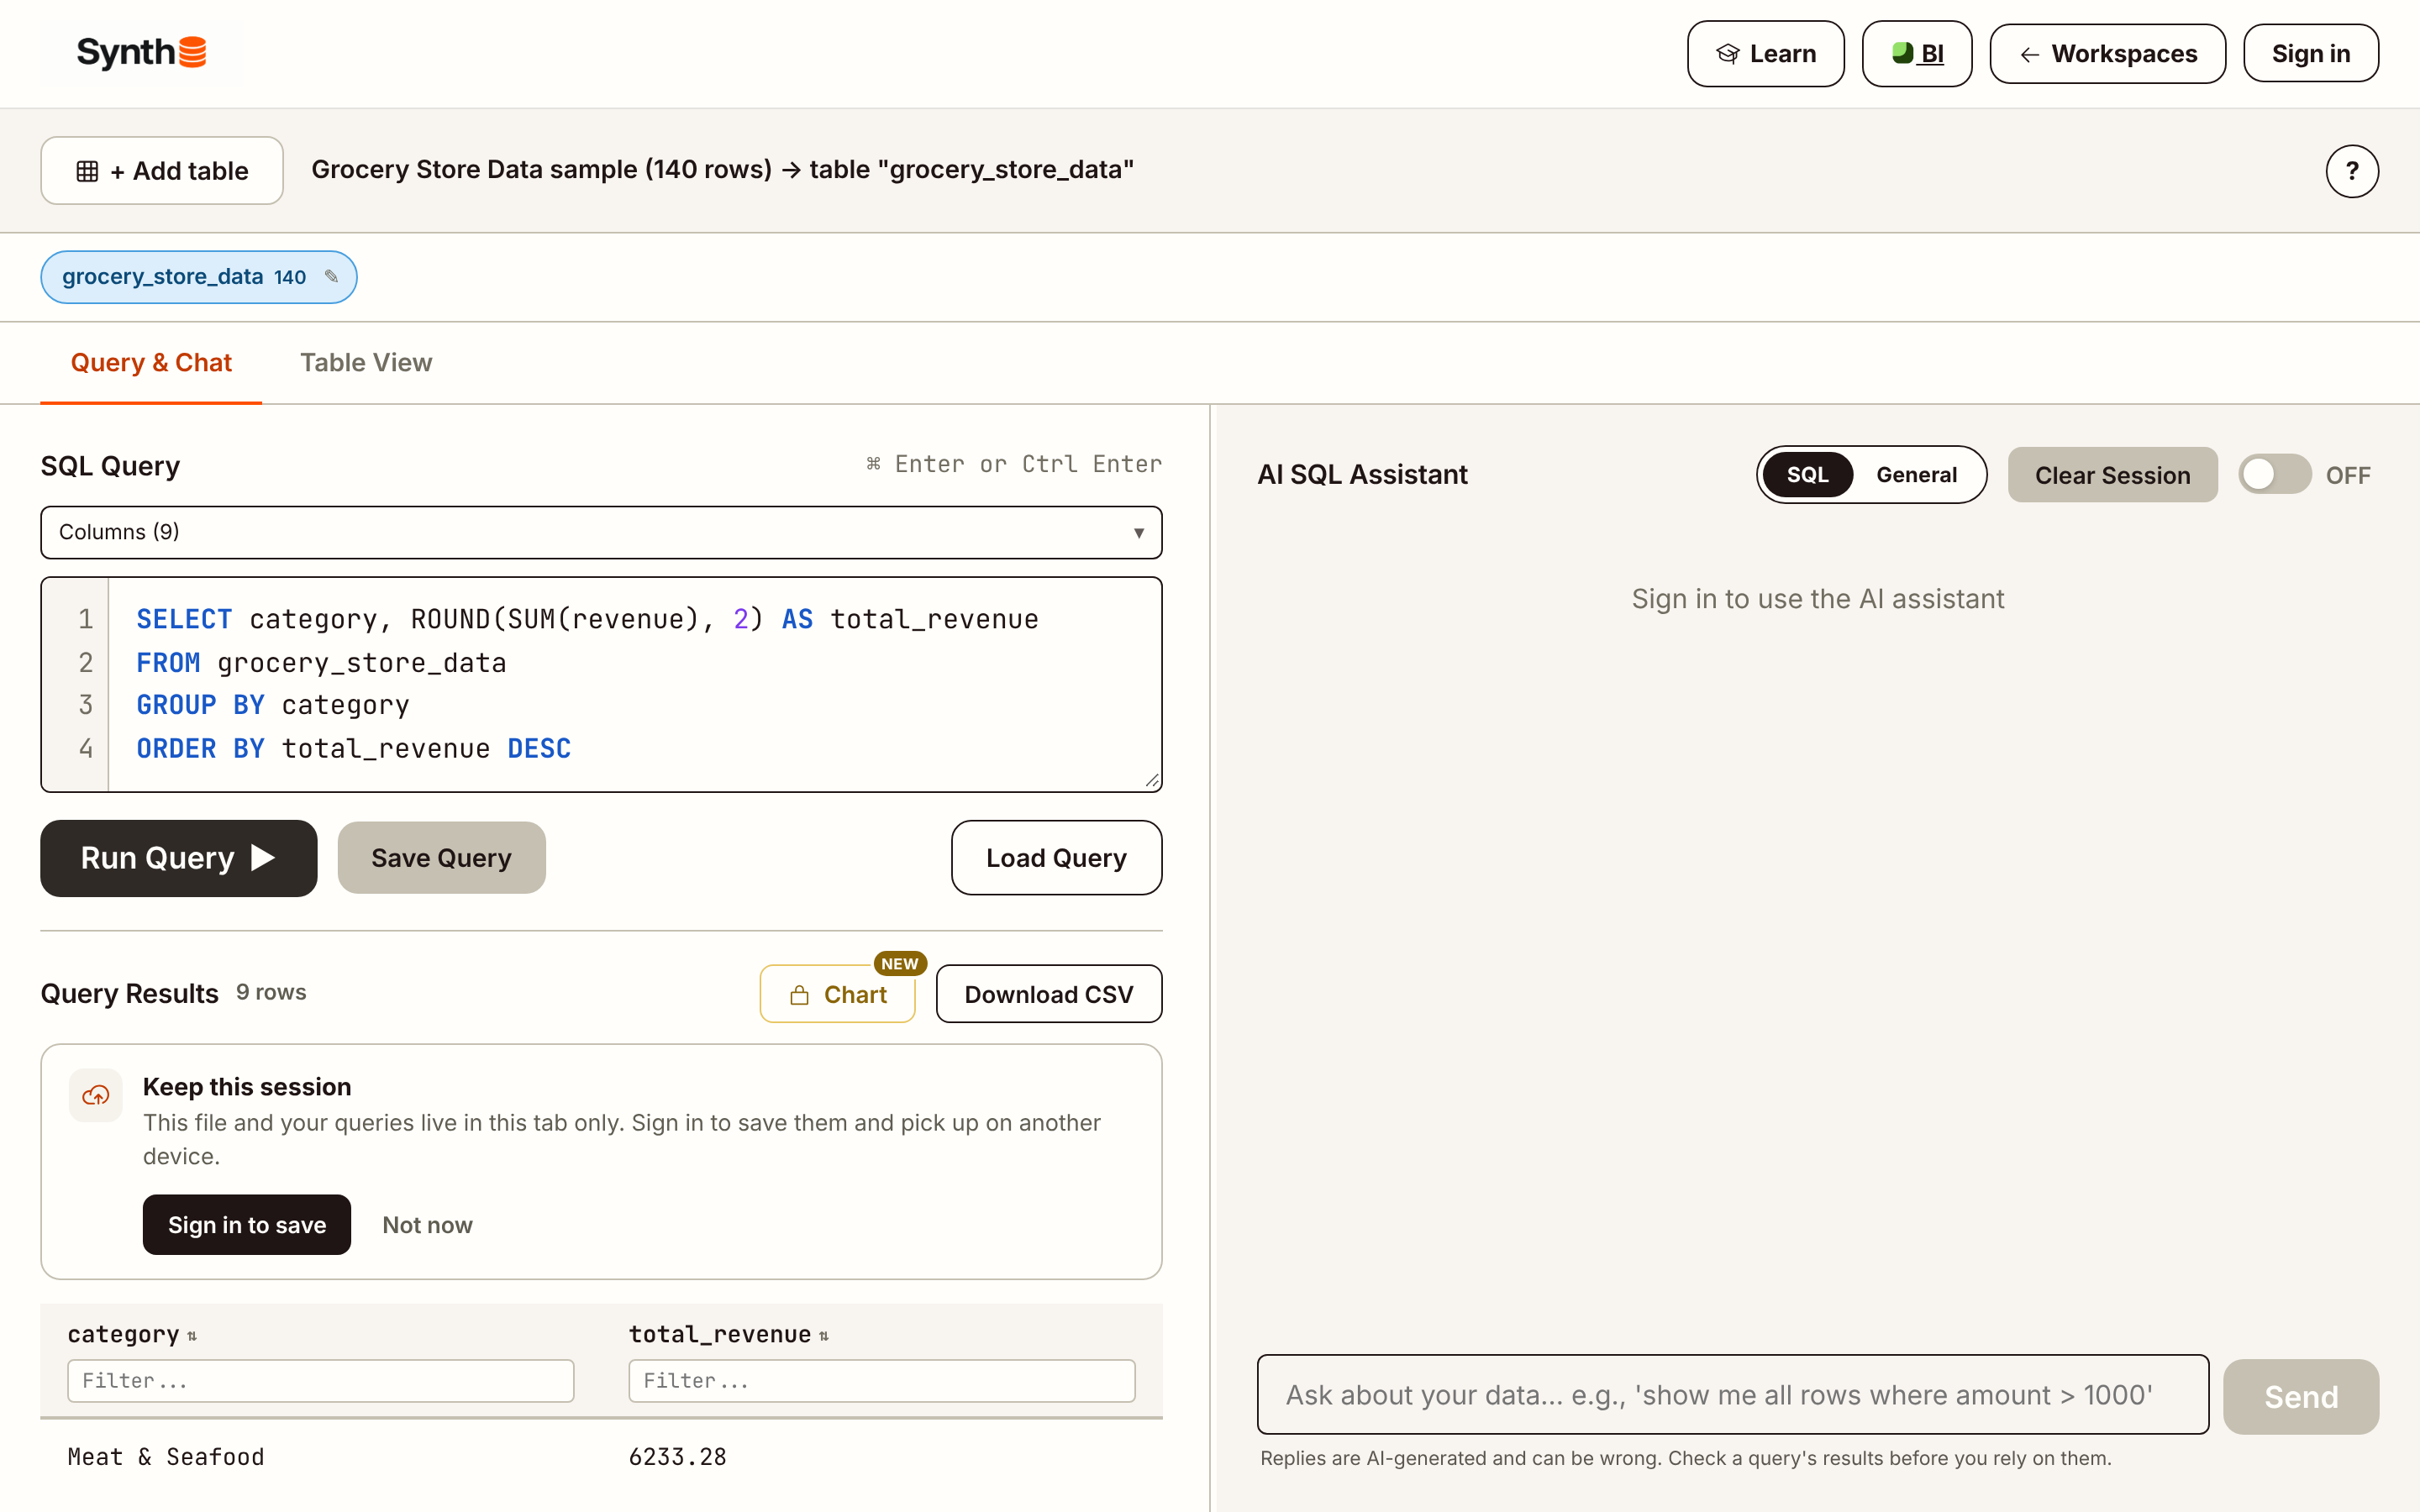 Synth
Learn
BI
← Workspaces
Sign in
+ Add table
Grocery Store Data sample (140 rows) → table "grocery_store_data"
?
grocery_store_data 140 ✎
Query & Chat
Table View
SQL Query
⌘ Enter or Ctrl Enter
Columns (9)
1 SELECT category, ROUND(SUM(revenue), 2) AS total_revenue
2 FROM grocery_store_data
3 GROUP BY category
4 ORDER BY total_revenue DESC
Run Query ▶
Save Query
Load Query
Query Results 9 rows
NEW
Chart
Download CSV
Keep this session
This file and your queries live in this tab only. Sign in to save them and pick up on another
device.
Sign in to save
Not now
category
total_revenue
Filter...
Filter...
Meat & Seafood
6233.28
AI SQL Assistant
SQL
General
Clear Session
OFF
Sign in to use the AI assistant
Ask about your data... e.g., 'show me all rows where amount > 1000'
Send
Replies are AI-generated and can be wrong. Check a query's results before you rely on them.